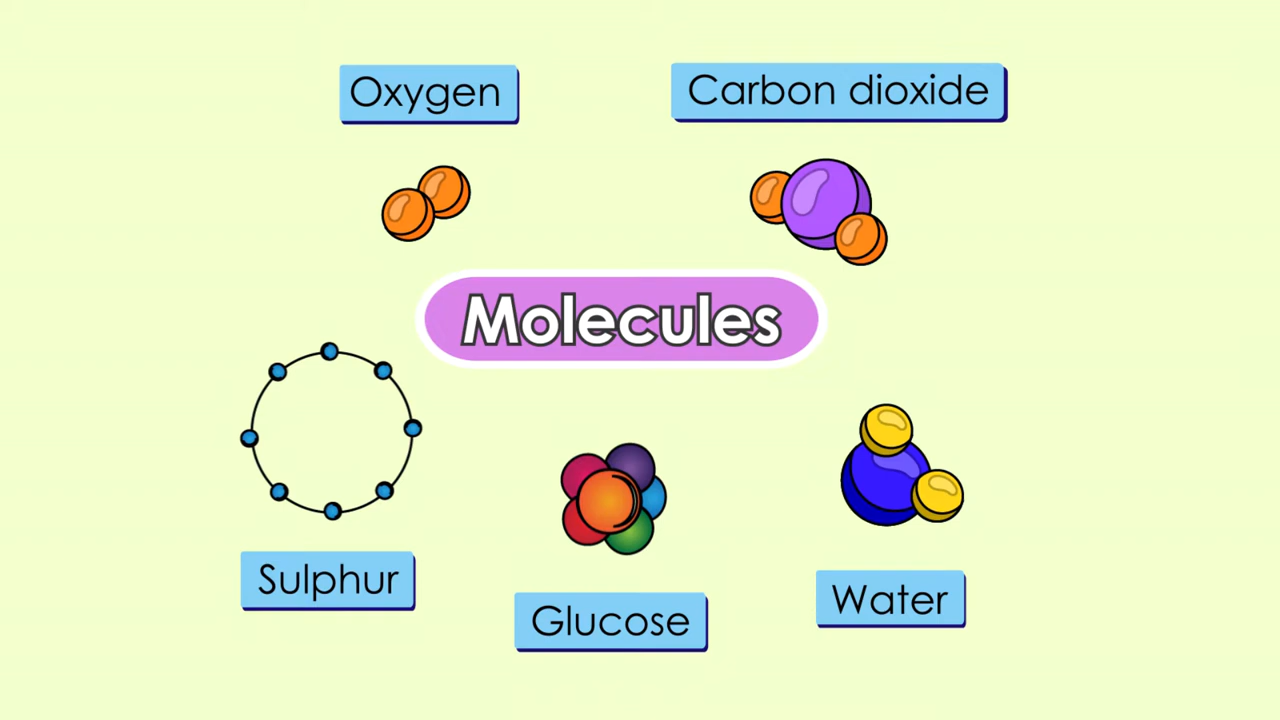 Oxygen
Carbon dioxide
Molecules
Sulphur
Glucose
Water